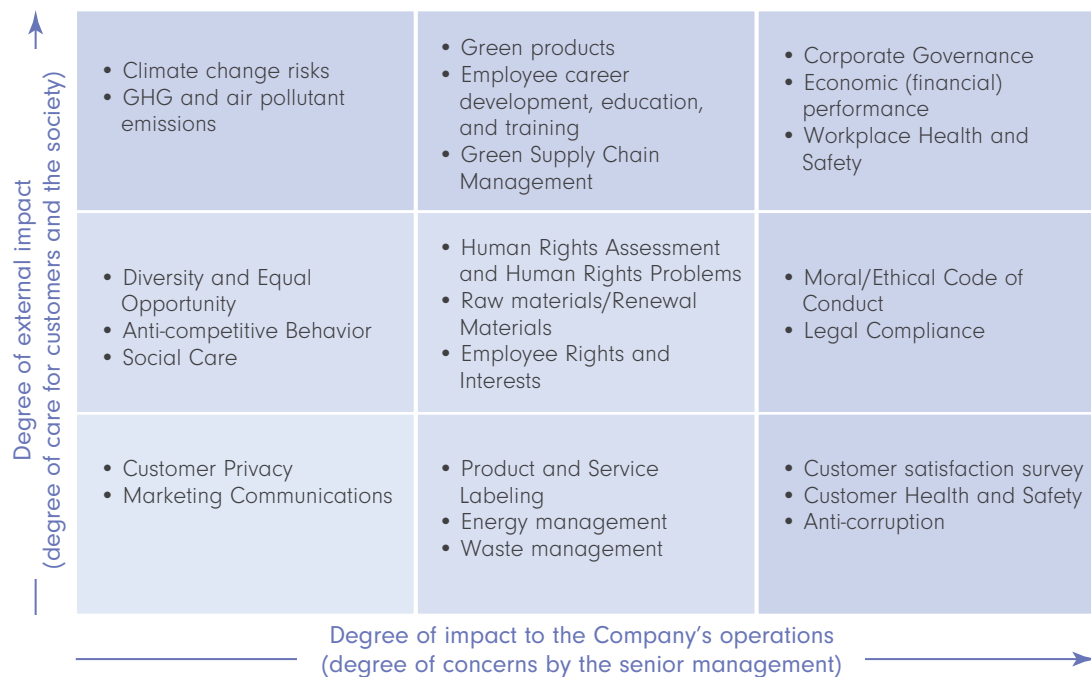 Degree of external impact
(degree of care for customers and the society)
• Climate change risks
• GHG and air pollutant
emissions
• Green products
• Employee career
development, education,
and training
• Green Supply Chain
Management
• Corporate Governance
• Economic (financial)
performance
• Workplace Health and
Safety
• Diversity and Equal
Opportunity
• Anti-competitive Behavior
• Social Care
• Human Rights Assessment
and Human Rights Problems
• Raw materials/Renewal
Materials
• Employee Rights and
Interests
• Moral/Ethical Code of
Conduct
• Legal Compliance
• Customer Privacy
• Marketing Communications
• Product and Service
Labeling
• Energy management
• Waste management
• Customer satisfaction survey
• Customer Health and Safety
• Anti-corruption
Degree of impact to the Company’s operations
(degree of concerns by the senior management)